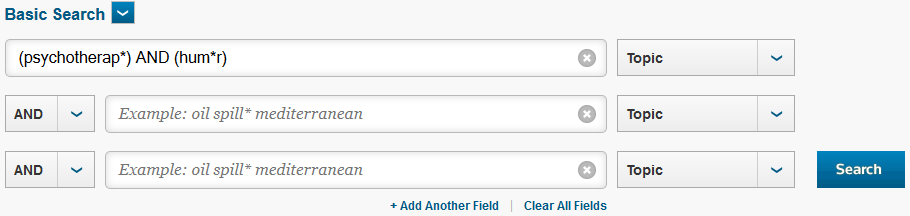 Basic Search
(psychotherap*) AND (hum*r) Topic
AND Example: oil spill* mediterranean Topic
AND Example: oil spill* mediterranean Topic Search
+ Add Another Field | Clear All Fields